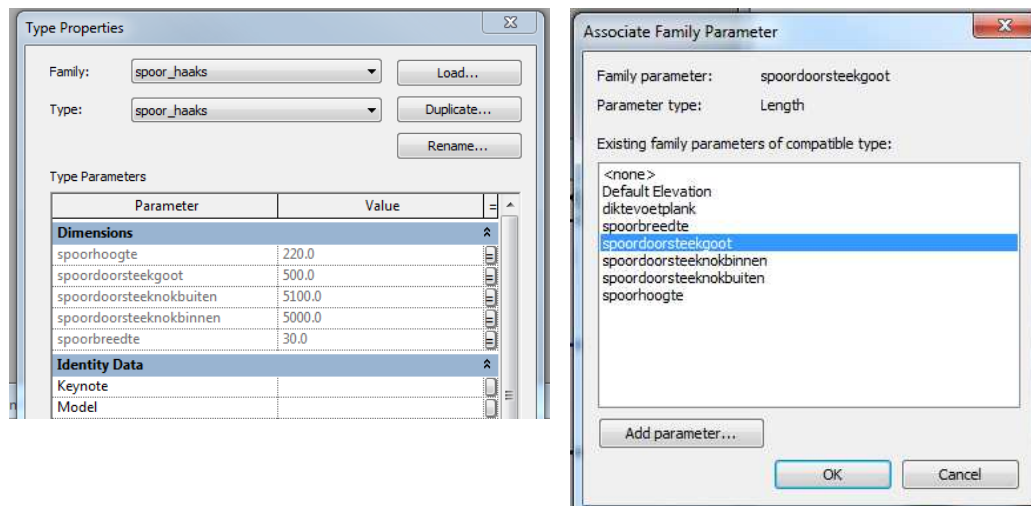 Type Properties
Family: spoor_haaks Load...
Type: spoor_haaks Duplicate...
Rename...
Type Parameters
Parameter Value =
Dimensions
spoorhoogte 220.0 =
spoordoorsteekgoot 500.0 =
spoordoorsteeknokbuiten 5100.0 =
spoordoorsteeknokbinnen 5000.0 =
spoorbreedte 30.0 =
Identity Data
Keynote
Model
Associate Family Parameter
Family parameter: spoordoorsteekgoot
Parameter type: Length
Existing family parameters of compatible type:
<none>
Default Elevation
diktevoetplank
spoorbreedte
spoordoorsteekgoot
spoordoorsteeknokbinnen
spoordoorsteeknokbuiten
spoorhoogte
Add parameter...
OK Cancel